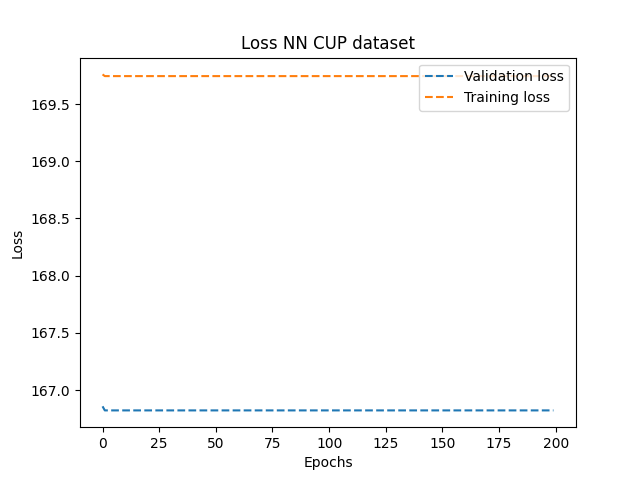 Loss NN CUP dataset
Validation loss
Training loss
169.5
169.0
168.5
168.0
167.5
167.0
Loss
0 25 50 75 100 125 150 175 200
Epochs